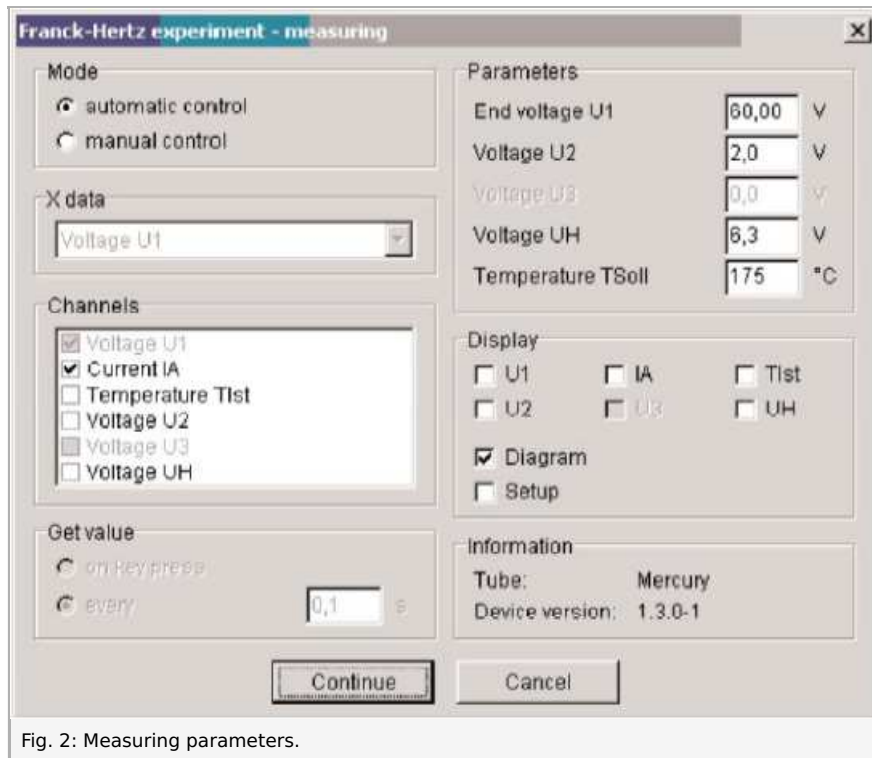 Franck-Hertz experiment - measuring
Mode
automatic control
manual control
X data
Voltage U1
Channels
Voltage U1
Current IA
Temperature TIst
Voltage U2
Voltage U3
Voltage UH
Get value
on key press
every 0,1 s
Parameters
End voltage U1 60,00 V
Voltage U2 2,0 V
Voltage U3 0,0 V
Voltage UH 6,3 V
Temperature TSoll 175 °C
Display
U1 IA TIst
U2 U3 UH
Diagram
Setup
Information
Tube: Mercury
Device version: 1.3.0-1
Continue Cancel
Fig. 2: Measuring parameters.